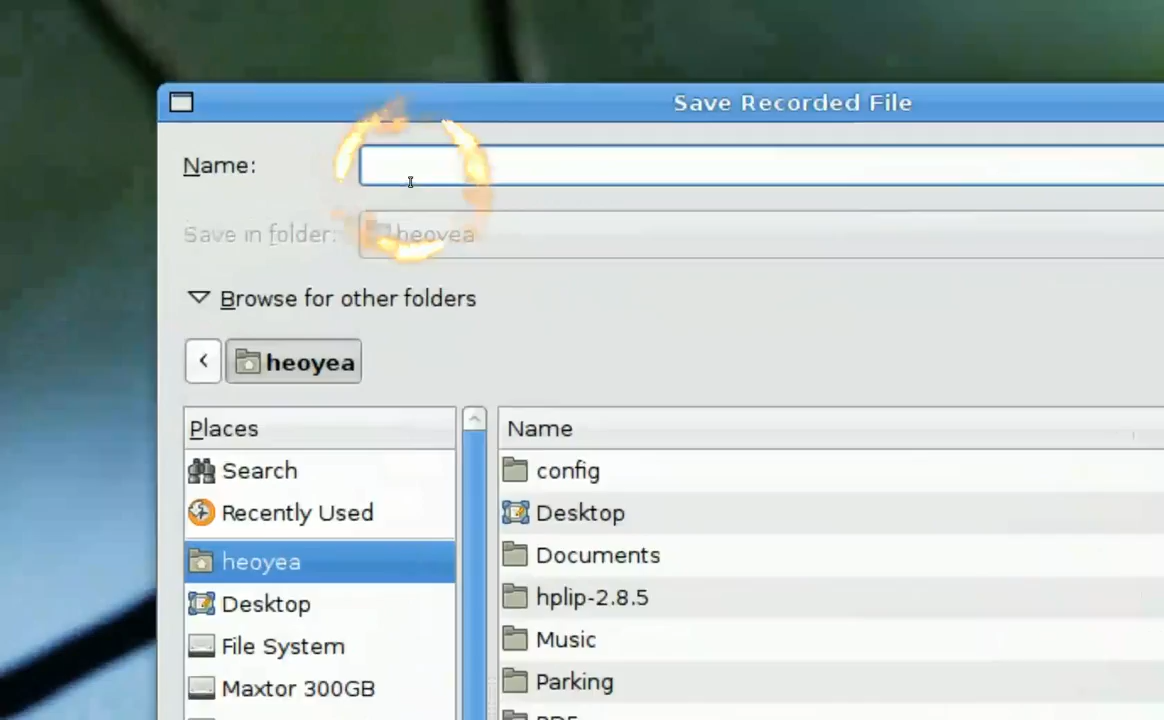 Save Recorded File
Name:
Save in folder: heoyea
Browse for other folders
heoyea
Places
Name
Search
config
Recently Used
Desktop
heoyea
Documents
Desktop
hplip-2.8.5
File System
Music
Maxtor 300GB
Parking
PDF